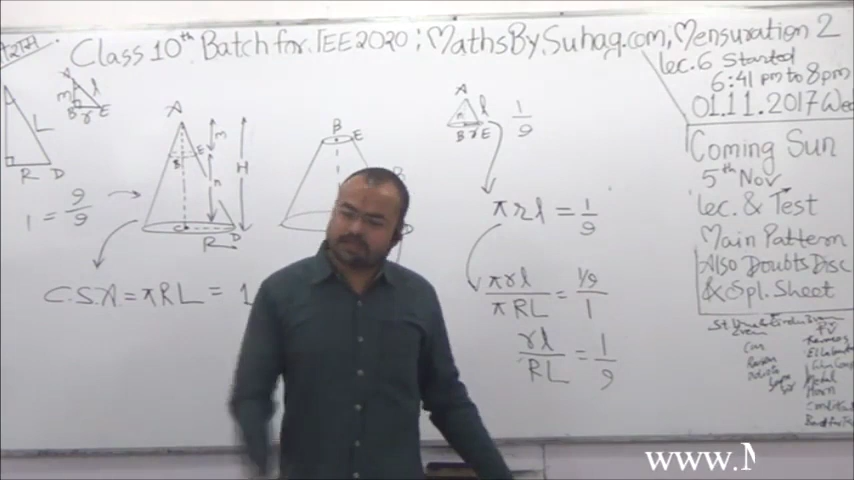 Class 10th Batch for IEE 2020; MathsBySuhag.com, Mensuration 2
Lec. 6 Started
6:41 pm to 8pm
01.11.2017 Wed
Coming Sun
5th Nov
Lec. & Test
Main Pattern
Also Doubts Disc
& Spl. Sheet
A
m
l
B r E
L
R D
1 = 9/9
A
m
B
E
n
H
C
D
R
C.S.A = πRL = 1
B
E
A
l
B r E
1/9
πrl = 1/9
πrl/πRL = 1/9/1
rl/RL = 1/9
www.M